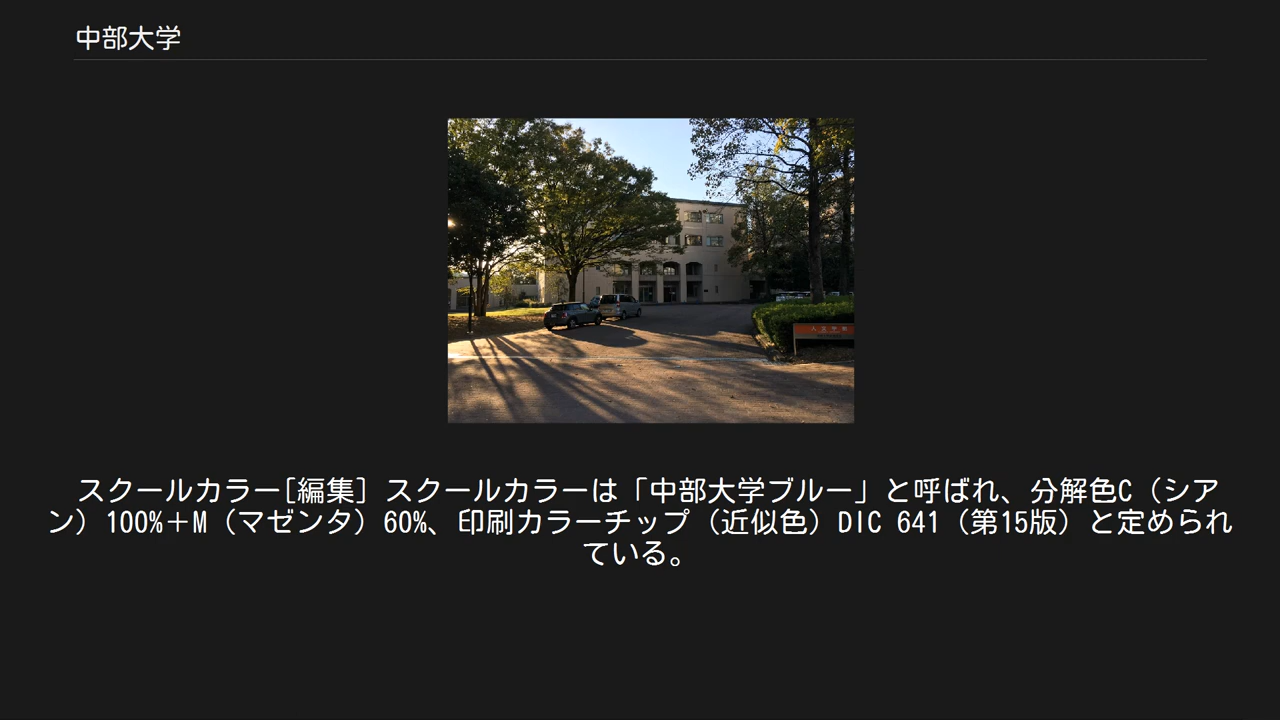 中部大学
スクールカラー[編集] スクールカラーは「中部大学ブルー」と呼ばれ、分解色C（シア
ン）100%＋M（マゼンタ）60%、印刷カラーチップ（近似色）DIC 641（第15版）と定められ
ている。